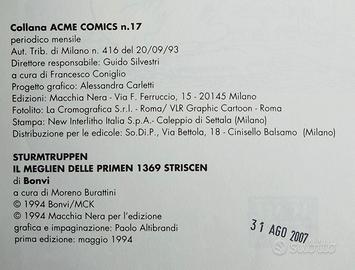 Collana ACME COMICS n.17
periodico mensile
Aut. Trib. di Milano n. 416 del 20/09/93
Direttore responsabile: Guido Silvestri
a cura di Francesco Coniglio
Progetto grafico: Alessandra Carletti
Edizioni: Macchia Nera - Via F. Ferruccio, 15 - 20145 Milano
Fotolito: La Cromografica S.r.l. - Roma/ VLR Graphic Cartoon - Roma
Stampa: New Interlitho Italia S.p.A.- Caleppio di Settala (Milano)
Distribuzione per le edicole: So.Di.P., Via Bettola, 18 - Cinisello Balsamo (Milano)
STURMTRUPPEN
IL MEGLIEN DELLE PRIMEN 1369 STRISCEN
di Bonvi
a cura di Moreno Burattini
© 1994 Bonvi/MCK
© 1994 Macchia Nera per l'edizione
grafica e impaginazione: Paolo Altibrandi
prima edizione: maggio 1994
31 AGO 2007
subito